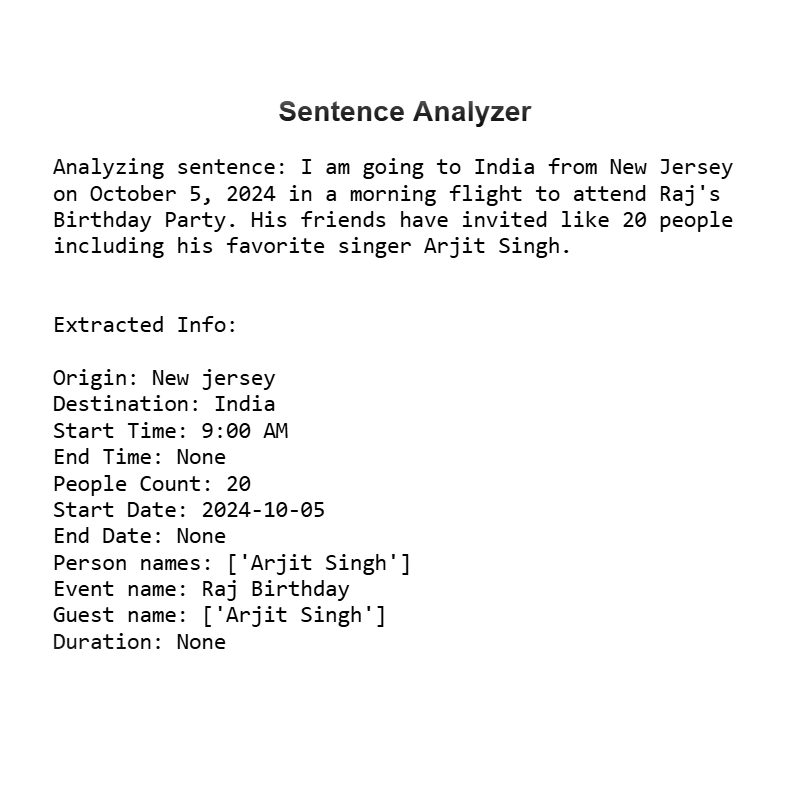 Sentence Analyzer
Analyzing sentence: I am going to India from New Jersey
on October 5, 2024 in a morning flight to attend Raj's
Birthday Party. His friends have invited like 20 people
including his favorite singer Arjit Singh.
Extracted Info:
Origin: New jersey
Destination: India
Start Time: 9:00 AM
End Time: None
People Count: 20
Start Date: 2024-10-05
End Date: None
Person names: ['Arjit Singh']
Event name: Raj Birthday
Guest name: ['Arjit Singh']
Duration: None